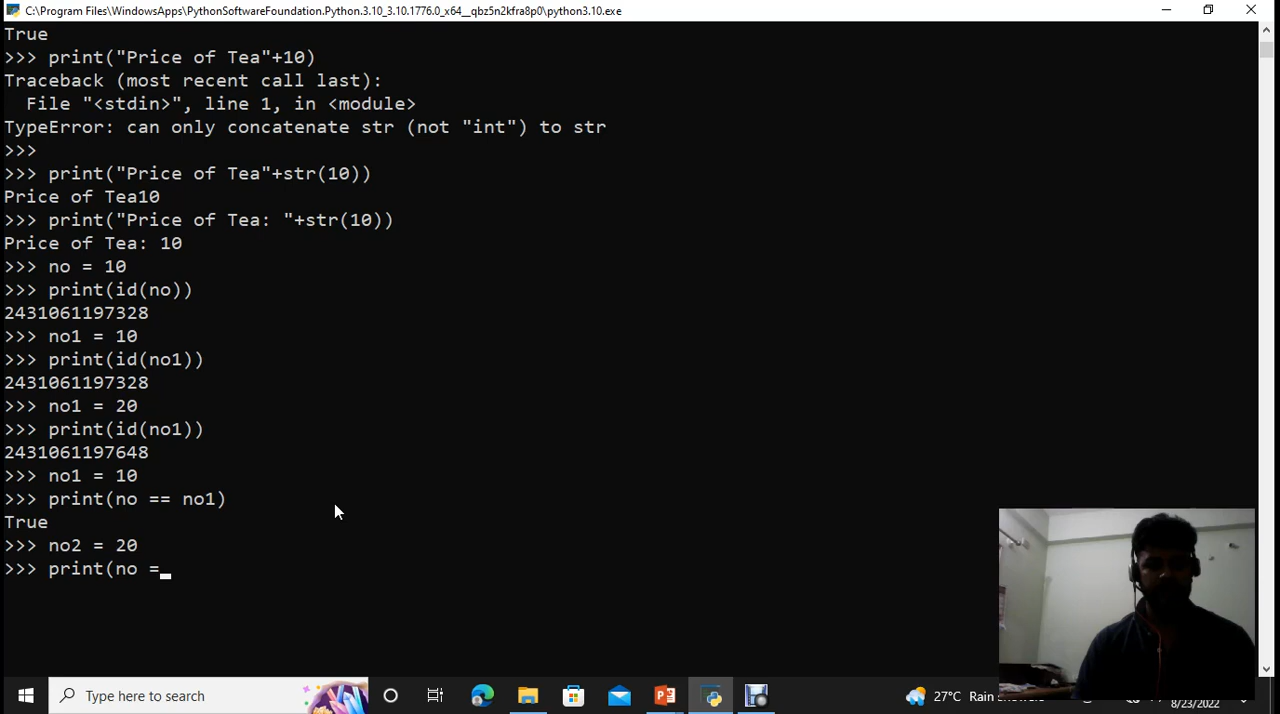 C:\Program Files\WindowsApps\PythonSoftwareFoundation.Python.3.10_3.10.1776.0_x64__qbz5n2kfra8p0\python3.10.exe
True
>>> print("Price of Tea"+10)
Traceback (most recent call last):
  File "<stdin>", line 1, in <module>
TypeError: can only concatenate str (not "int") to str
>>>
>>> print("Price of Tea"+str(10))
Price of Tea10
>>> print("Price of Tea: "+str(10))
Price of Tea: 10
>>> no = 10
>>> print(id(no))
2431061197328
>>> no1 = 10
>>> print(id(no1))
2431061197328
>>> no1 = 20
>>> print(id(no1))
2431061197648
>>> no1 = 10
>>> print(no == no1)
True
>>> no2 = 20
>>> print(no =
Type here to search
27°C Rain
8/23/2022